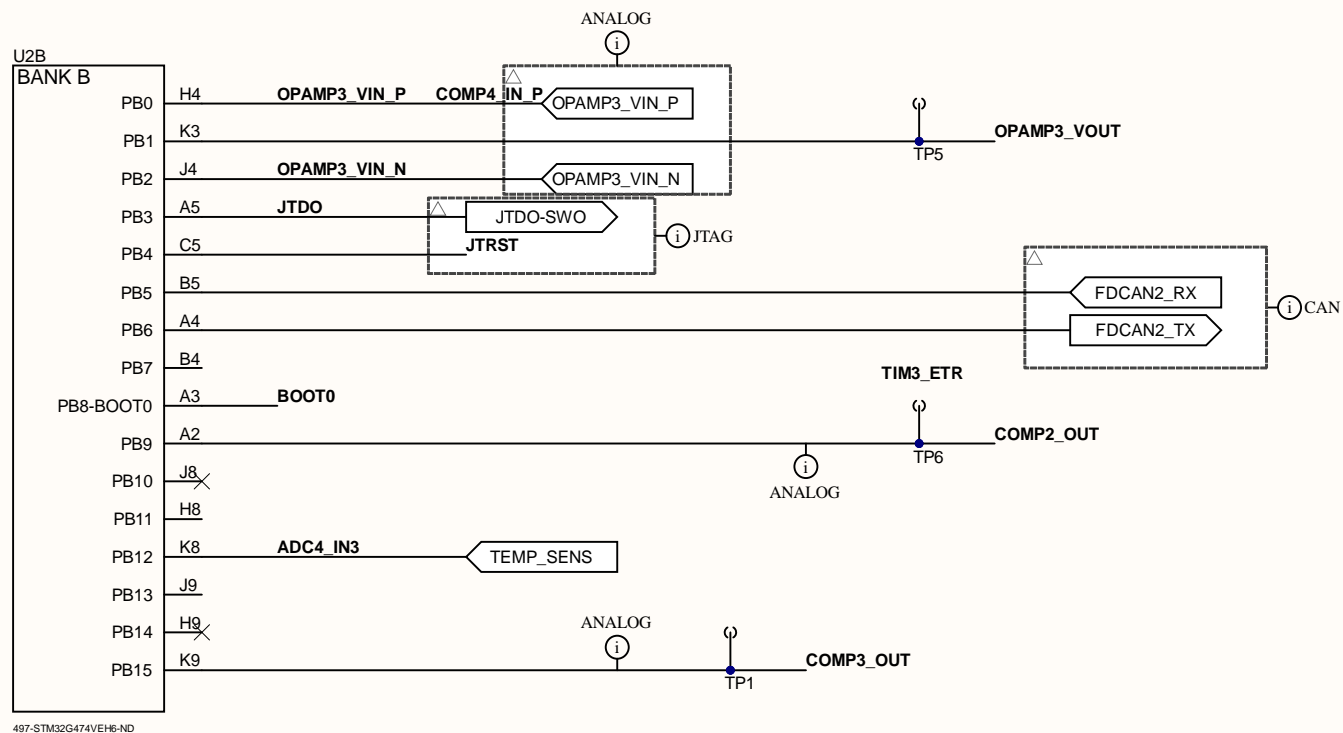 ANALOG
i
U2B
BANK B
PB0 H4 OPAMP3_VIN_P COMP4_IN_P OPAMP3_VIN_P
PB1 K3 OPAMP3_VOUT
TP5
PB2 J4 OPAMP3_VIN_N OPAMP3_VIN_N
PB3 A5 JTDO JTDO-SWO
i JTAG
PB4 C5 JTRST
PB5 B5 FDCAN2_RX
i CAN
PB6 A4 FDCAN2_TX
PB7 B4
TIM3_ETR
PB8-BOOT0 A3 BOOT0
PB9 A2 COMP2_OUT
TP6
i
ANALOG
PB10 J8
PB11 H8
PB12 K8 ADC4_IN3 TEMP_SENS
PB13 J9
PB14 H9
ANALOG
i
PB15 K9 COMP3_OUT
TP1
497-STM32G474VEH6-ND